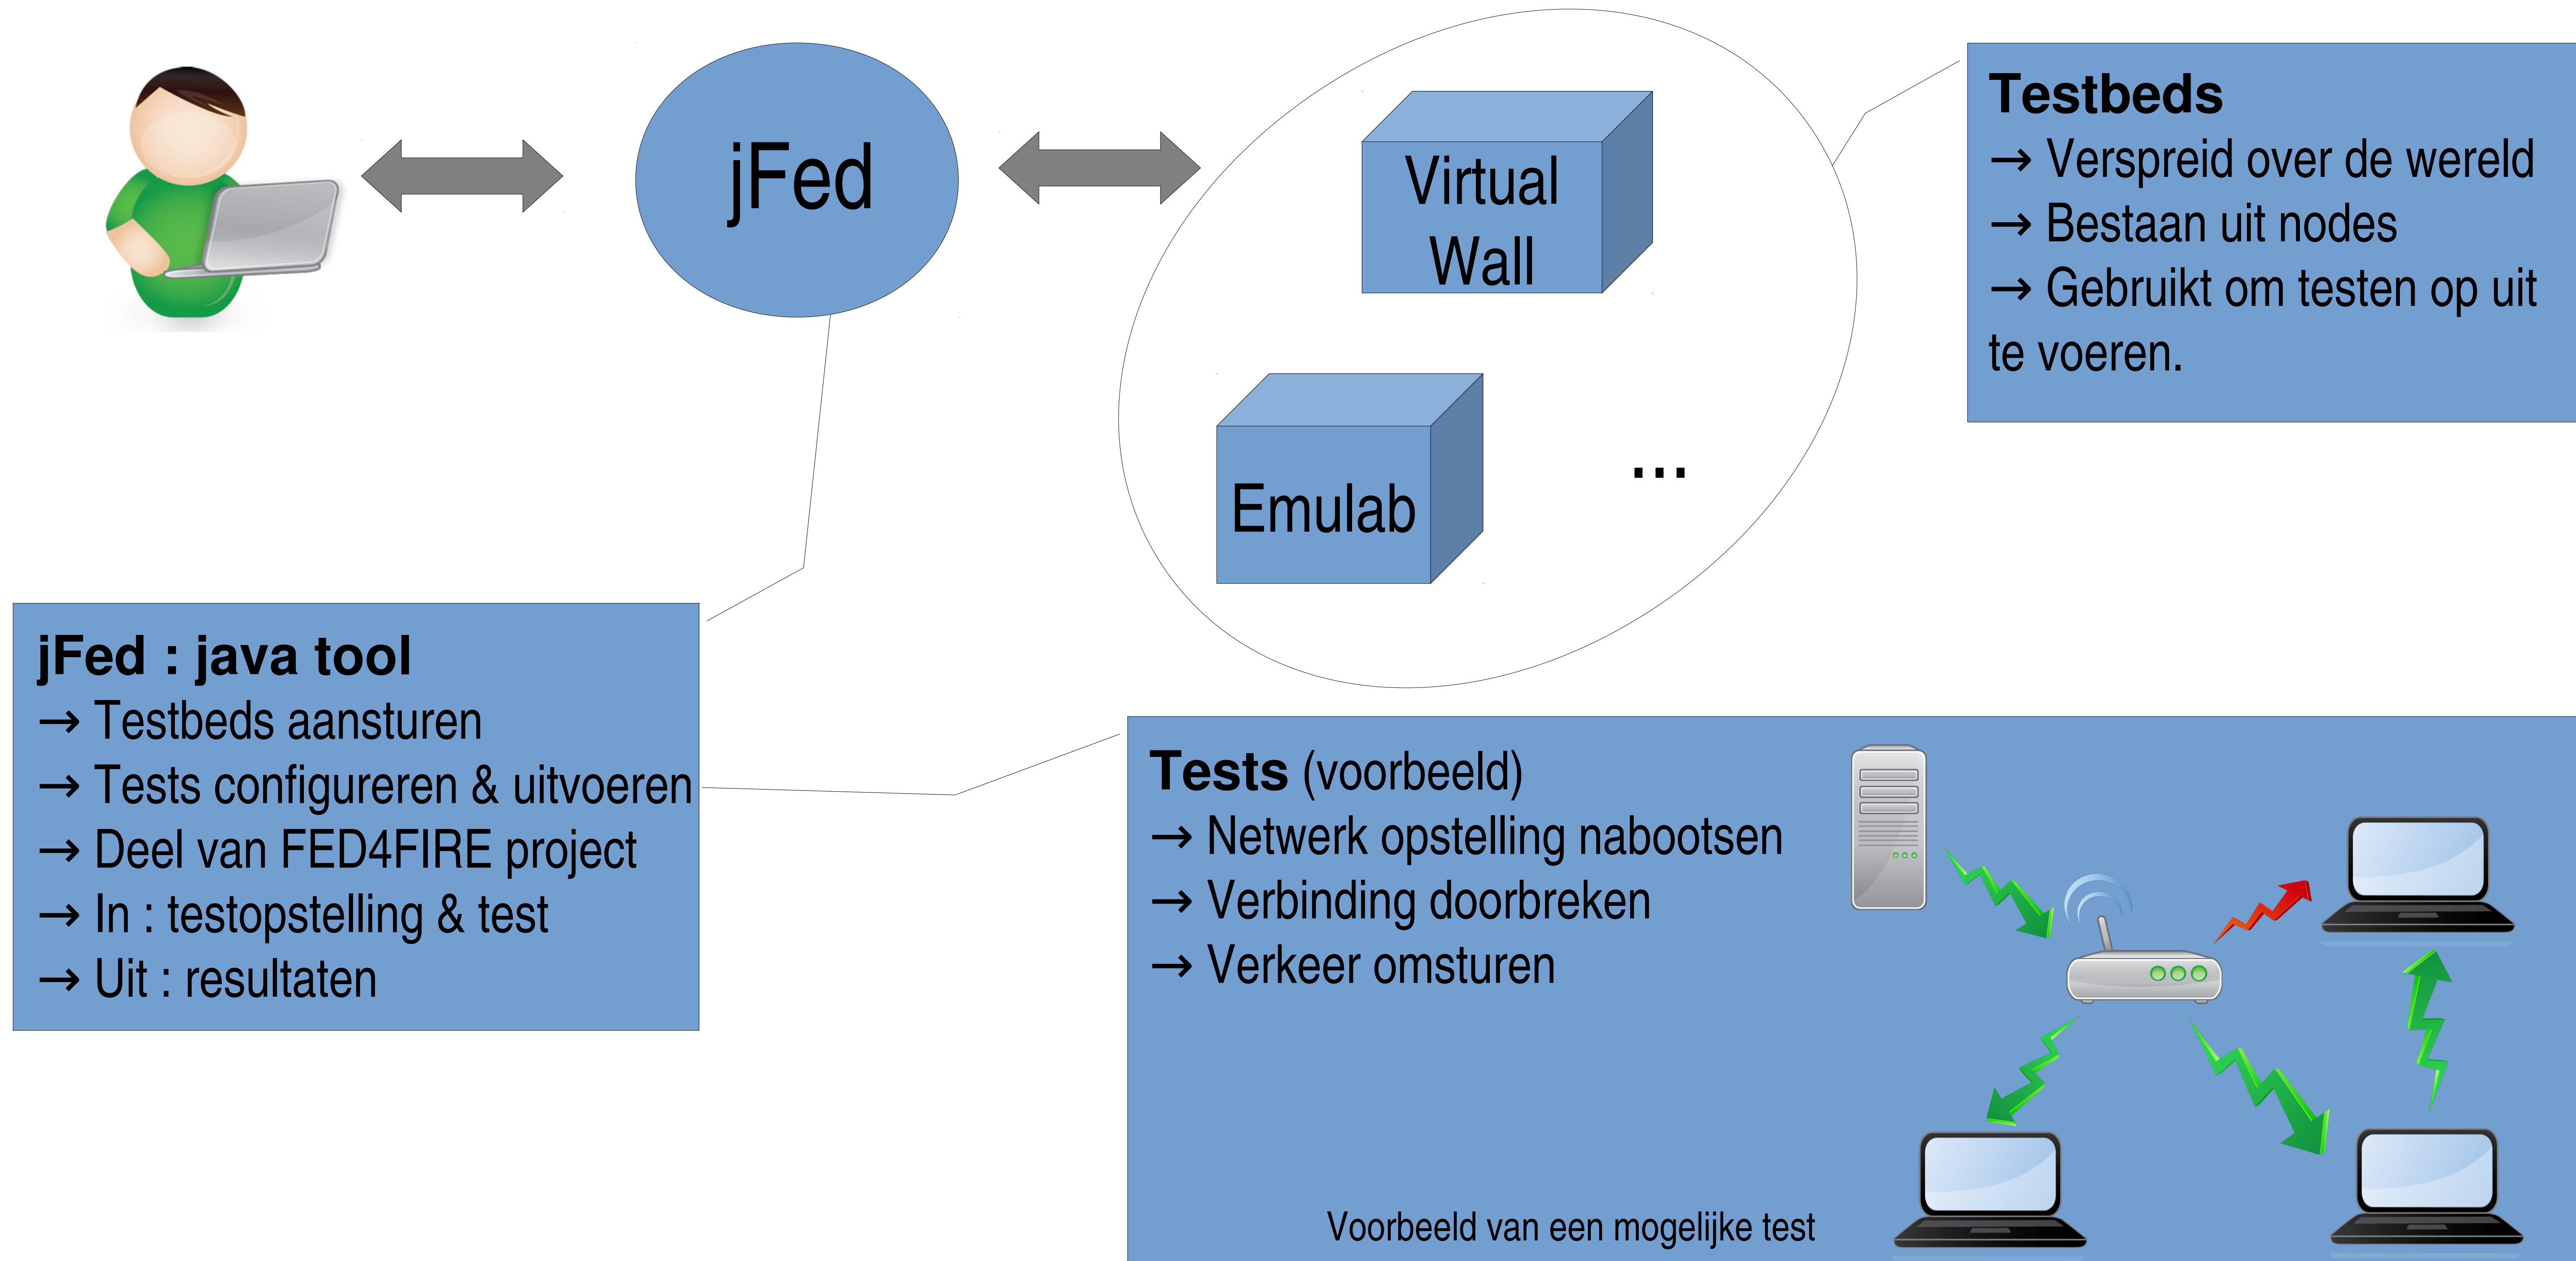 jFed
Virtual
Wall
Emulab
...
Testbeds
→ Verspreid over de wereld
→ Bestaan uit nodes
→ Gebruikt om testen op uit
te voeren.
jFed : java tool
→ Testbeds aansturen
→ Tests configureren & uitvoeren
→ Deel van FED4FIRE project
→ In : testopstelling & test
→ Uit : resultaten
Tests (voorbeeld)
→ Netwerk opstelling nabootsen
→ Verbinding doorbreken
→ Verkeer omsturen
Voorbeeld van een mogelijke test